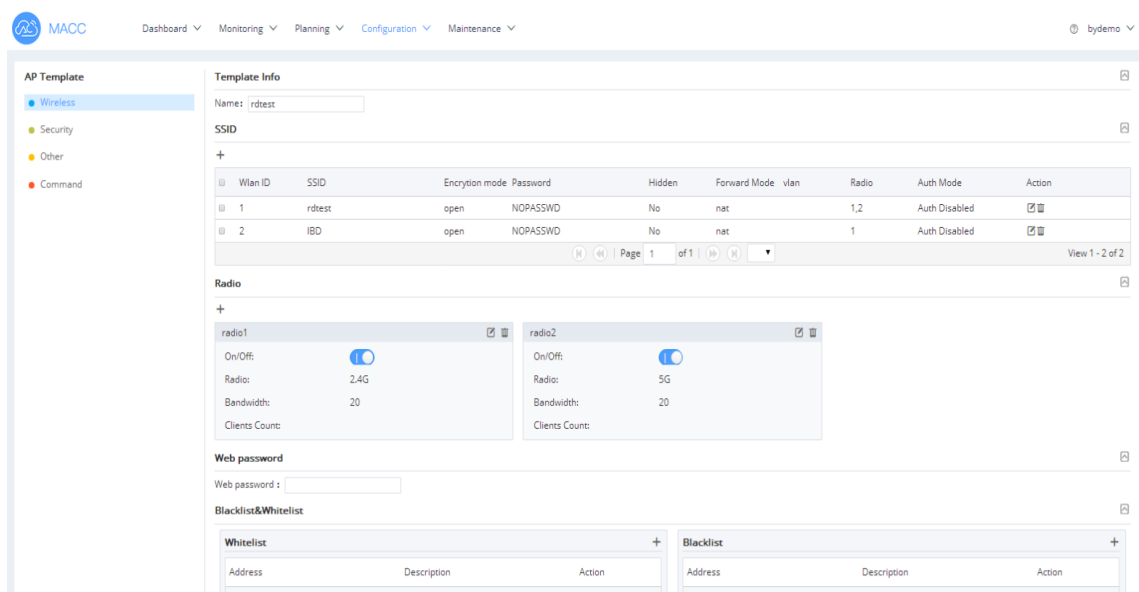 MACC Dashboard Monitoring Planning Configuration Maintenance bydemo
AP Template
Wireless
Security
Other
Command
Template Info
Name: rdtest
SSID
+
Wlan ID SSID Encrytion mode Password Hidden Forward Mode vlan Radio Auth Mode Action
1 rdtest open NOPASSWD No nat 1,2 Auth Disabled
2 IBD open NOPASSWD No nat 1 Auth Disabled
Page 1 of 1 View 1 - 2 of 2
Radio
+
radio1
On/Off:
Radio: 2.4G
Bandwidth: 20
Clients Count:
radio2
On/Off:
Radio: 5G
Bandwidth: 20
Clients Count:
Web password
Web password :
Blacklist&Whitelist
Whitelist +
Address Description Action
Blacklist +
Address Description Action